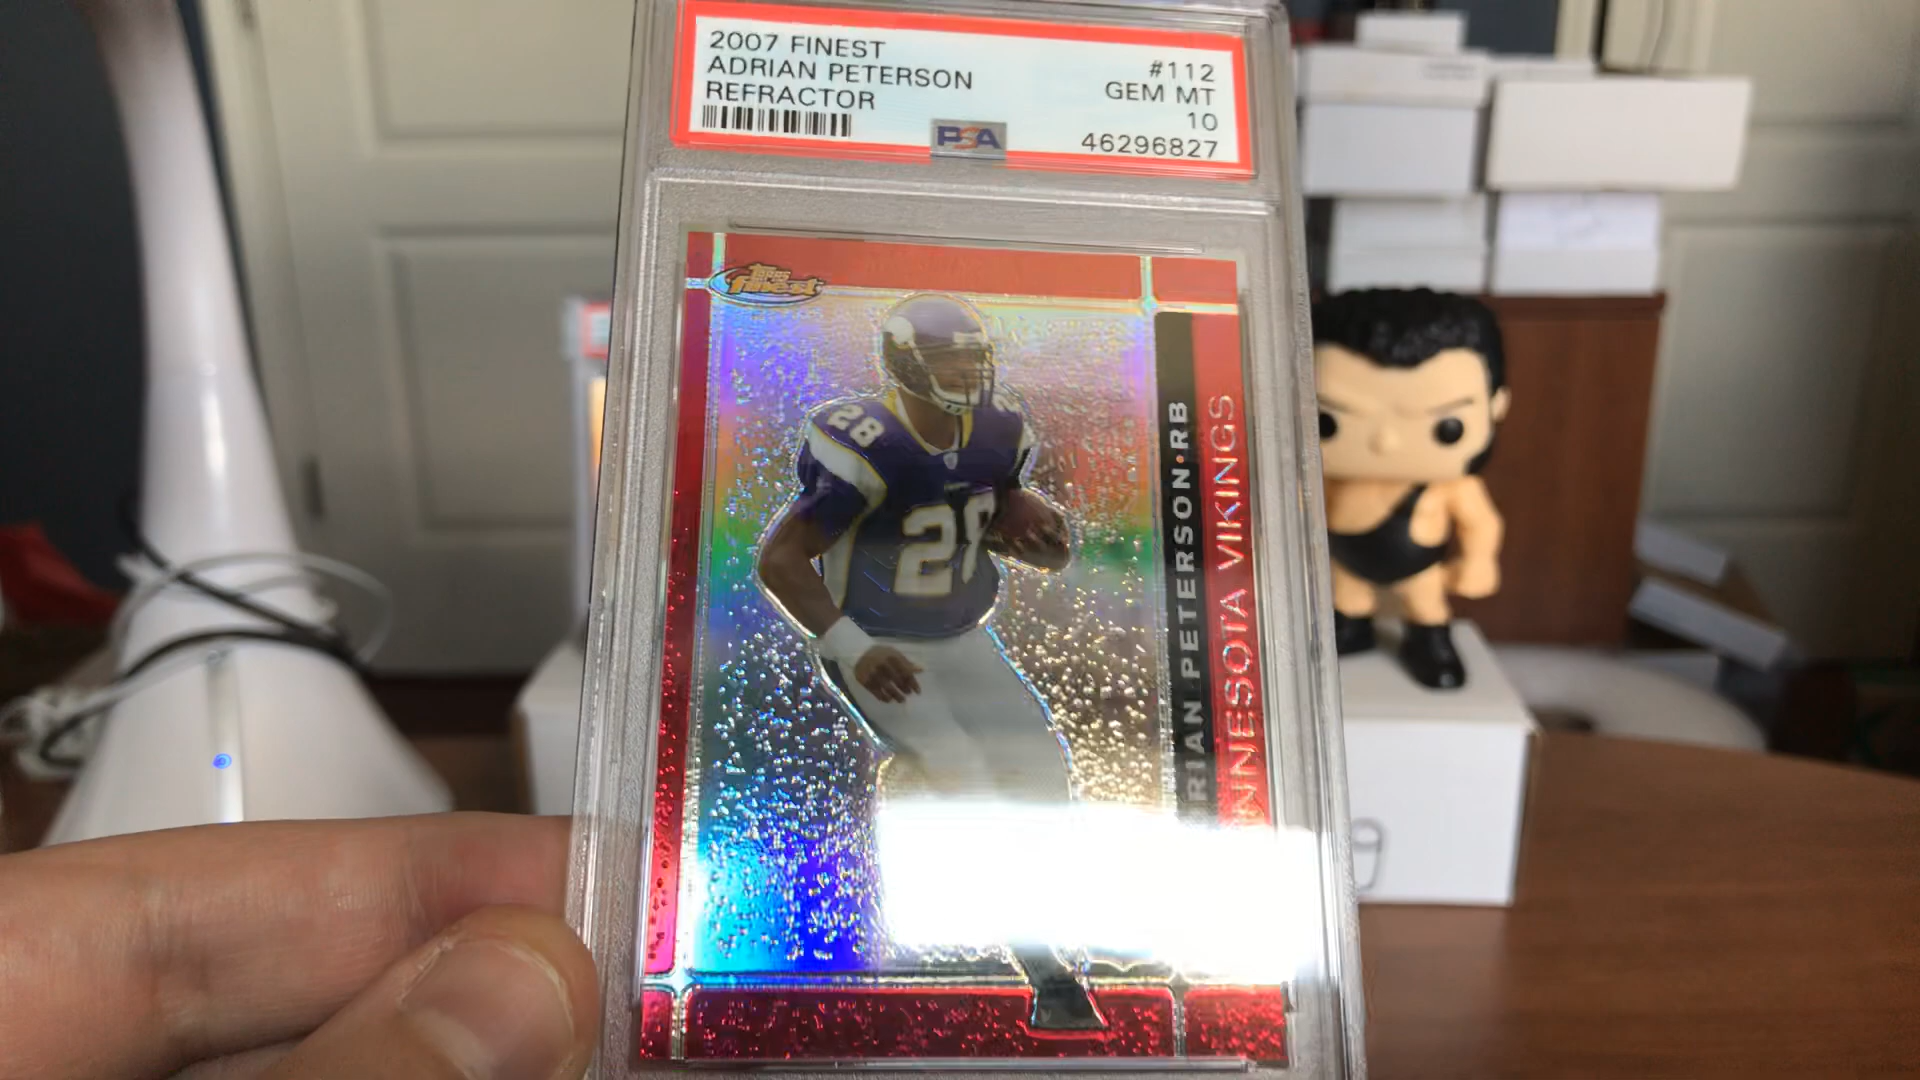 2007 FINEST
ADRIAN PETERSON
REFRACTOR
#112
GEM MT
10
46296827
PSA
Topps
finest
28
28
RIAN PETERSON•RB
NNESOTA VIKINGS